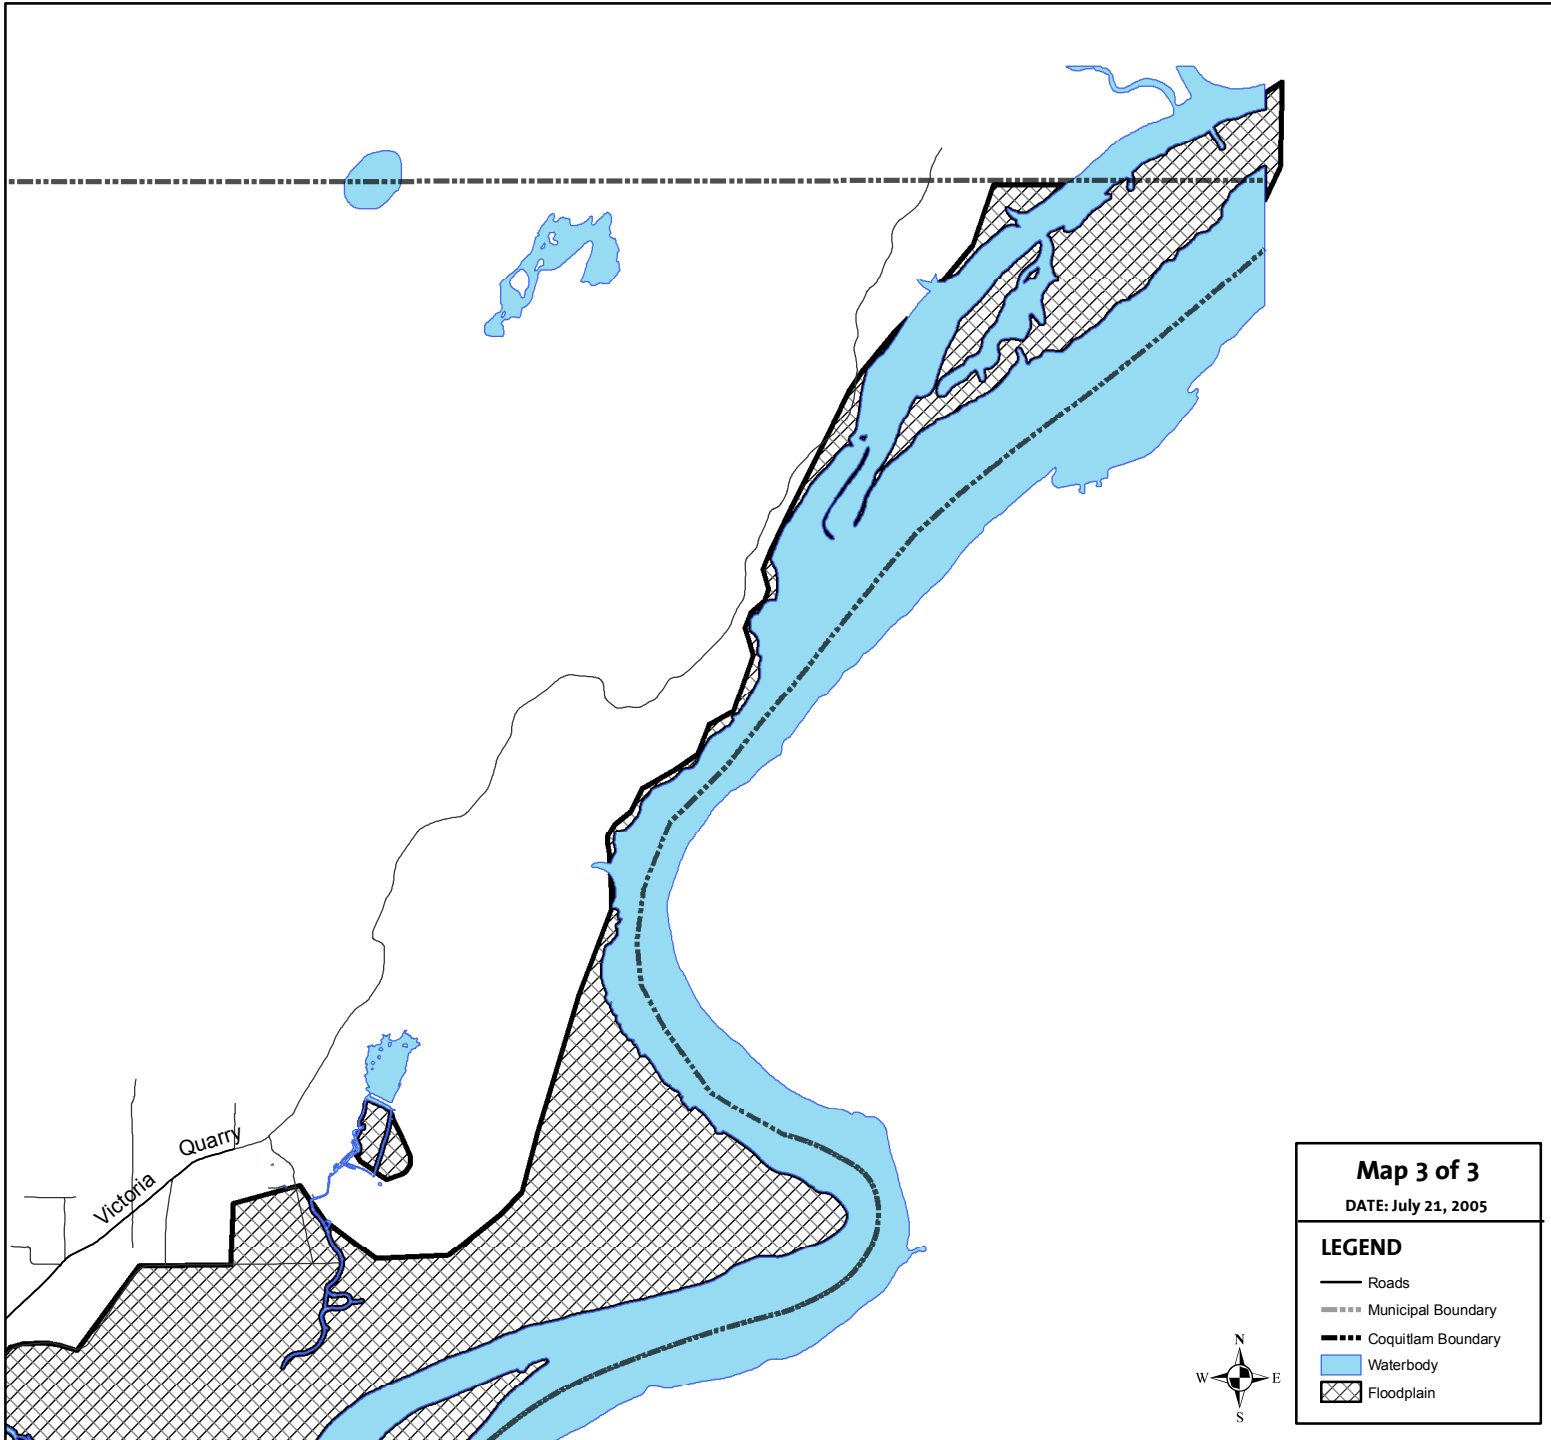 Quarry
Victoria
Map 3 of 3
DATE: July 21, 2005
LEGEND
Roads
Municipal Boundary
Coquitlam Boundary
Waterbody
Floodplain
N
W E
S